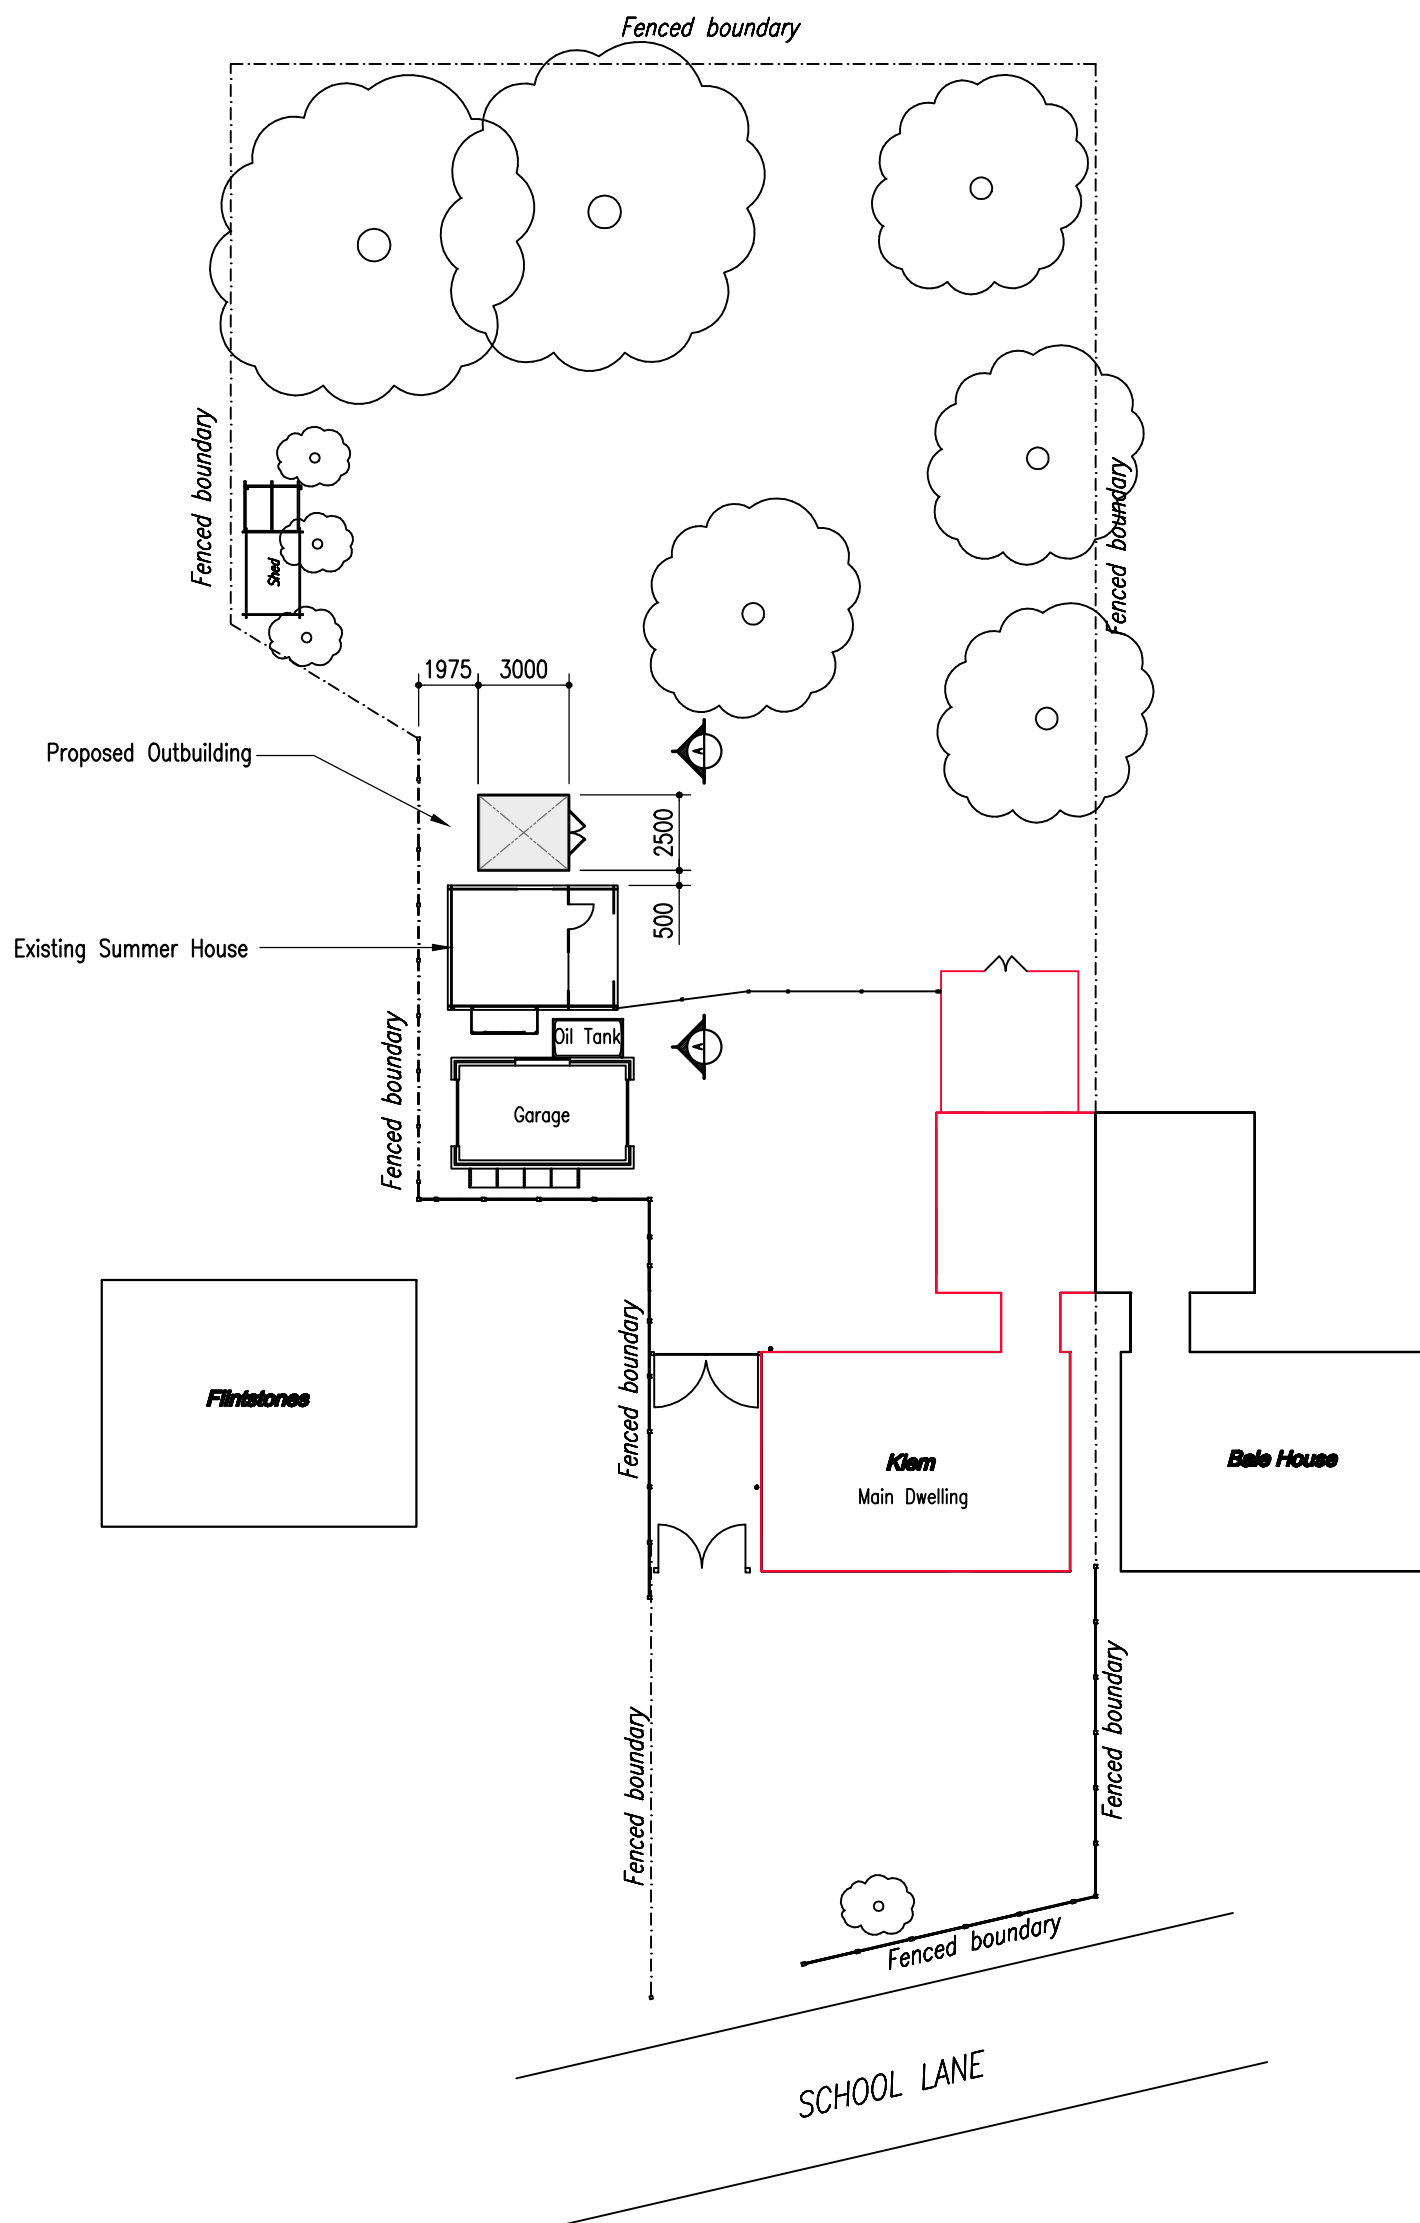 Fenced boundary
Fenced boundary
Fenced boundary
Shed
1975
3000
Proposed Outbuilding
A
2500
500
Existing Summer House
Oil Tank
A
Garage
Fenced boundary
Fenced boundary
Flintstones
Klem
Main Dwelling
Bale House
Fenced boundary
Fenced boundary
Fenced boundary
SCHOOL LANE